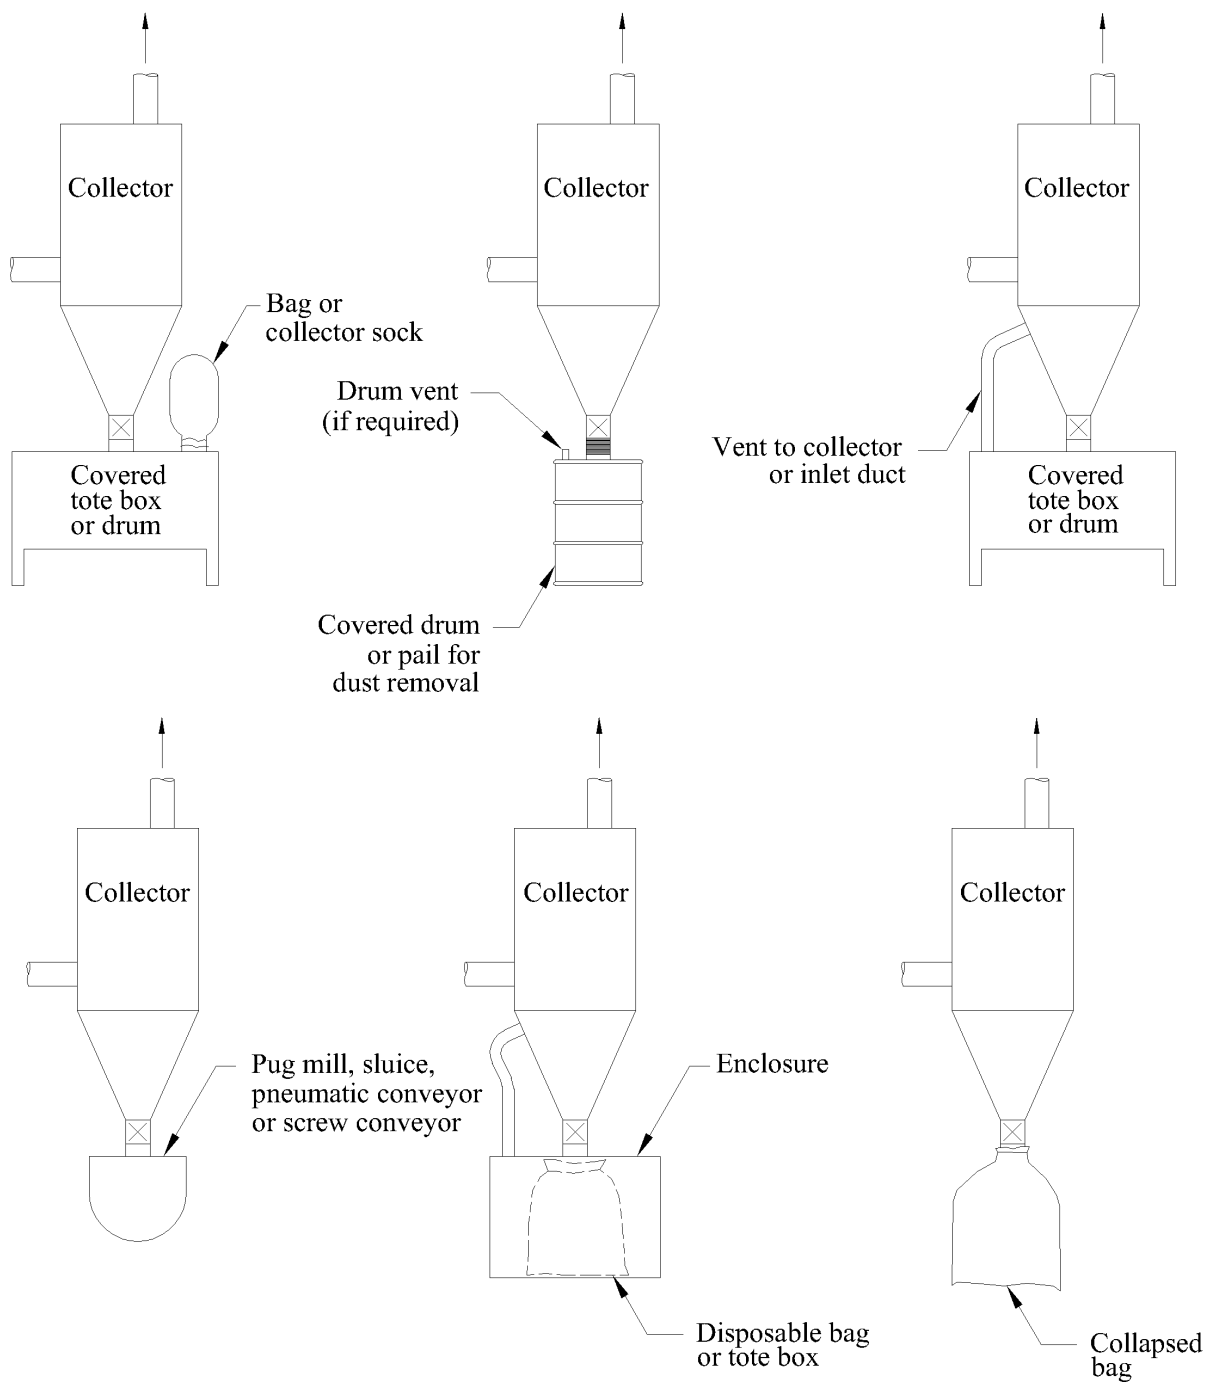 Collector
Collector
Collector
Bag or
collector sock
Drum vent
(if required)
Vent to collector
or inlet duct
Covered
tote box
or drum
Covered
tote box
or drum
Covered drum
or pail for
dust removal
Collector
Collector
Collector
Pug mill, sluice,
pneumatic conveyor
or screw conveyor
Enclosure
Disposable bag
or tote box
Collapsed
bag